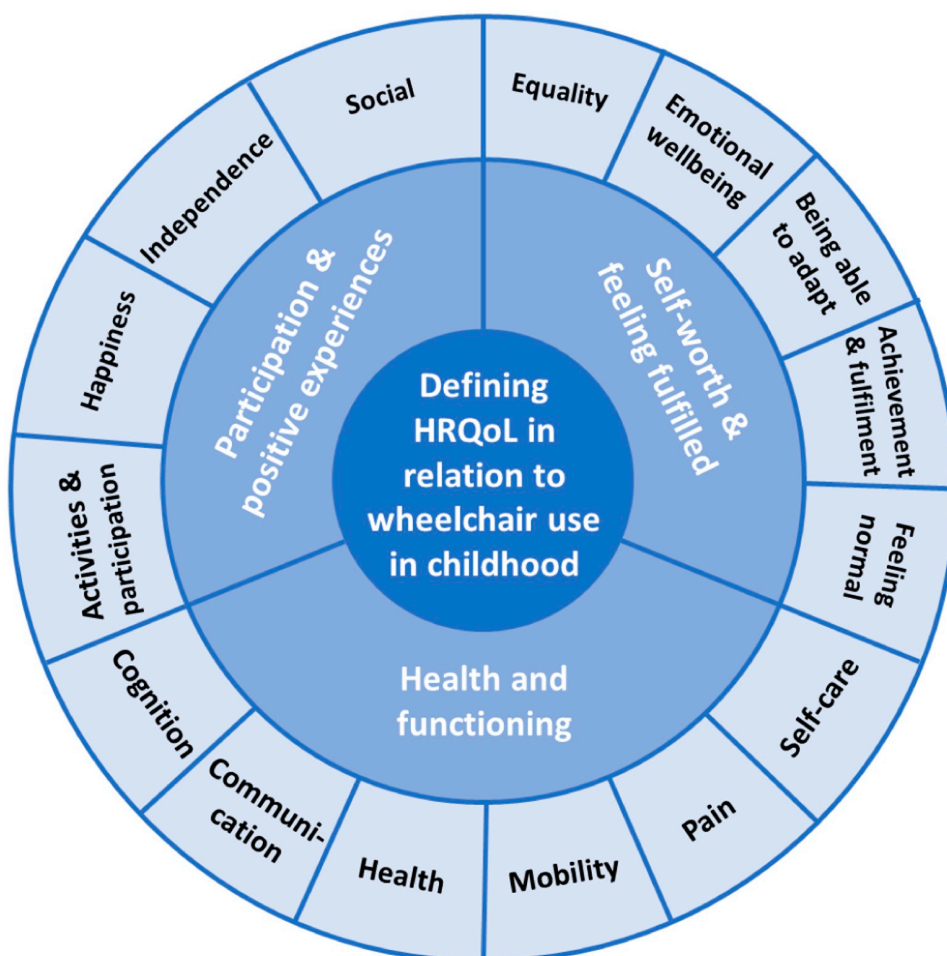 Defining
HRQoL in
relation to
wheelchair use
in childhood
Participation &
positive experiences
Self-worth &
feeling fulfilled
Health and
functioning
Social
Equality
Emotional
wellbeing
Being able
to adapt
Achievement
& fulfilment
Feeling
normal
Self-care
Pain
Mobility
Health
Communi-
cation
Cognition
Activities &
participation
Happiness
Independence